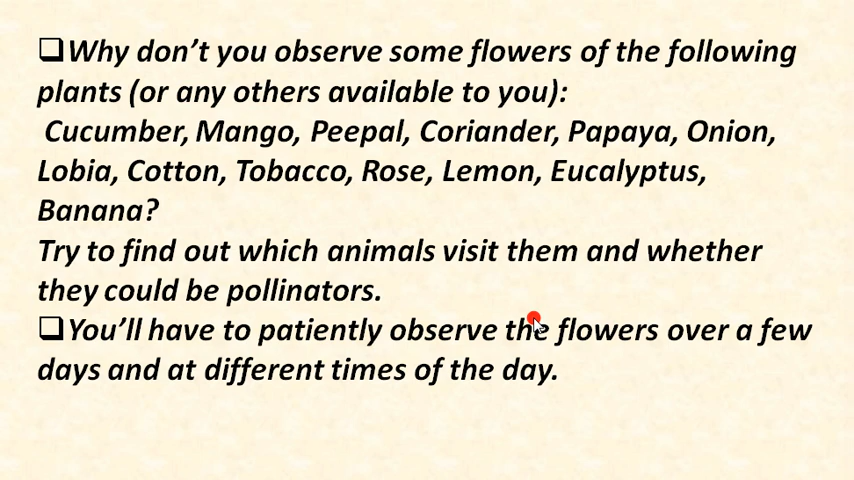 ❑Why don’t you observe some flowers of the following
plants (or any others available to you):
Cucumber, Mango, Peepal, Coriander, Papaya, Onion,
Lobia, Cotton, Tobacco, Rose, Lemon, Eucalyptus,
Banana?
Try to find out which animals visit them and whether
they could be pollinators.
❑You’ll have to patiently observe the flowers over a few
days and at different times of the day.